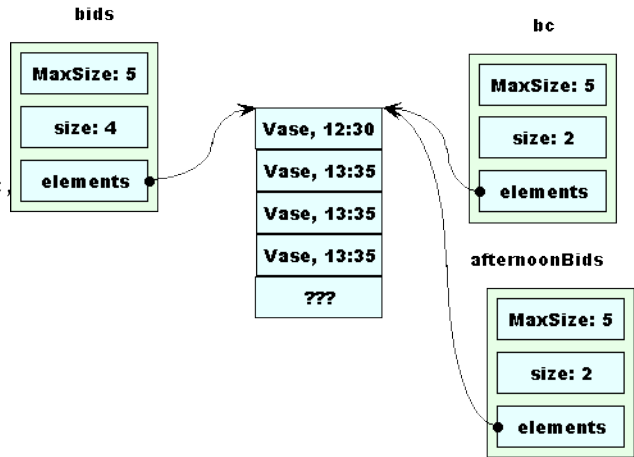 bids
MaxSize: 5
size: 4
elements
Vase, 12:30
Vase, 13:35
Vase, 13:35
Vase, 13:35
???
bc
MaxSize: 5
size: 2
elements
afternoonBids
MaxSize: 5
size: 2
elements